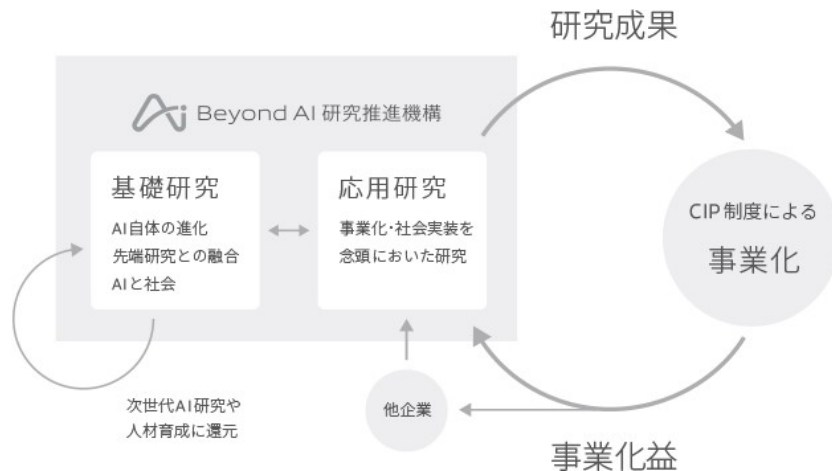 研究成果
Ai Beyond AI 研究推進機構
基礎研究
AI自体の進化
先端研究との融合
AIと社会
応用研究
事業化・社会実装を
念頭においた研究
CIP制度による
事業化
次世代AI研究や
人材育成に還元
他企業
事業化益